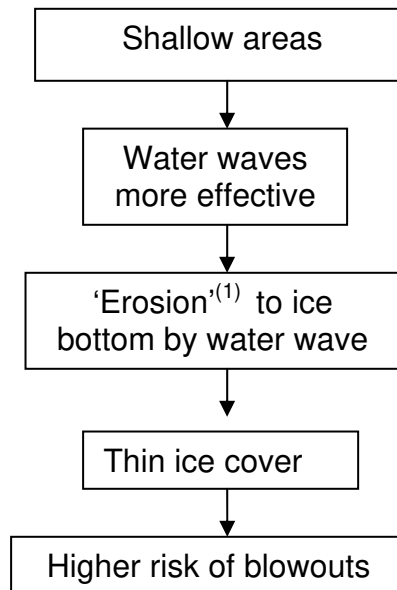 Shallow areas
Water waves
more effective
‘Erosion’⁽¹⁾ to ice
bottom by water wave
Thin ice cover
Higher risk of blowouts